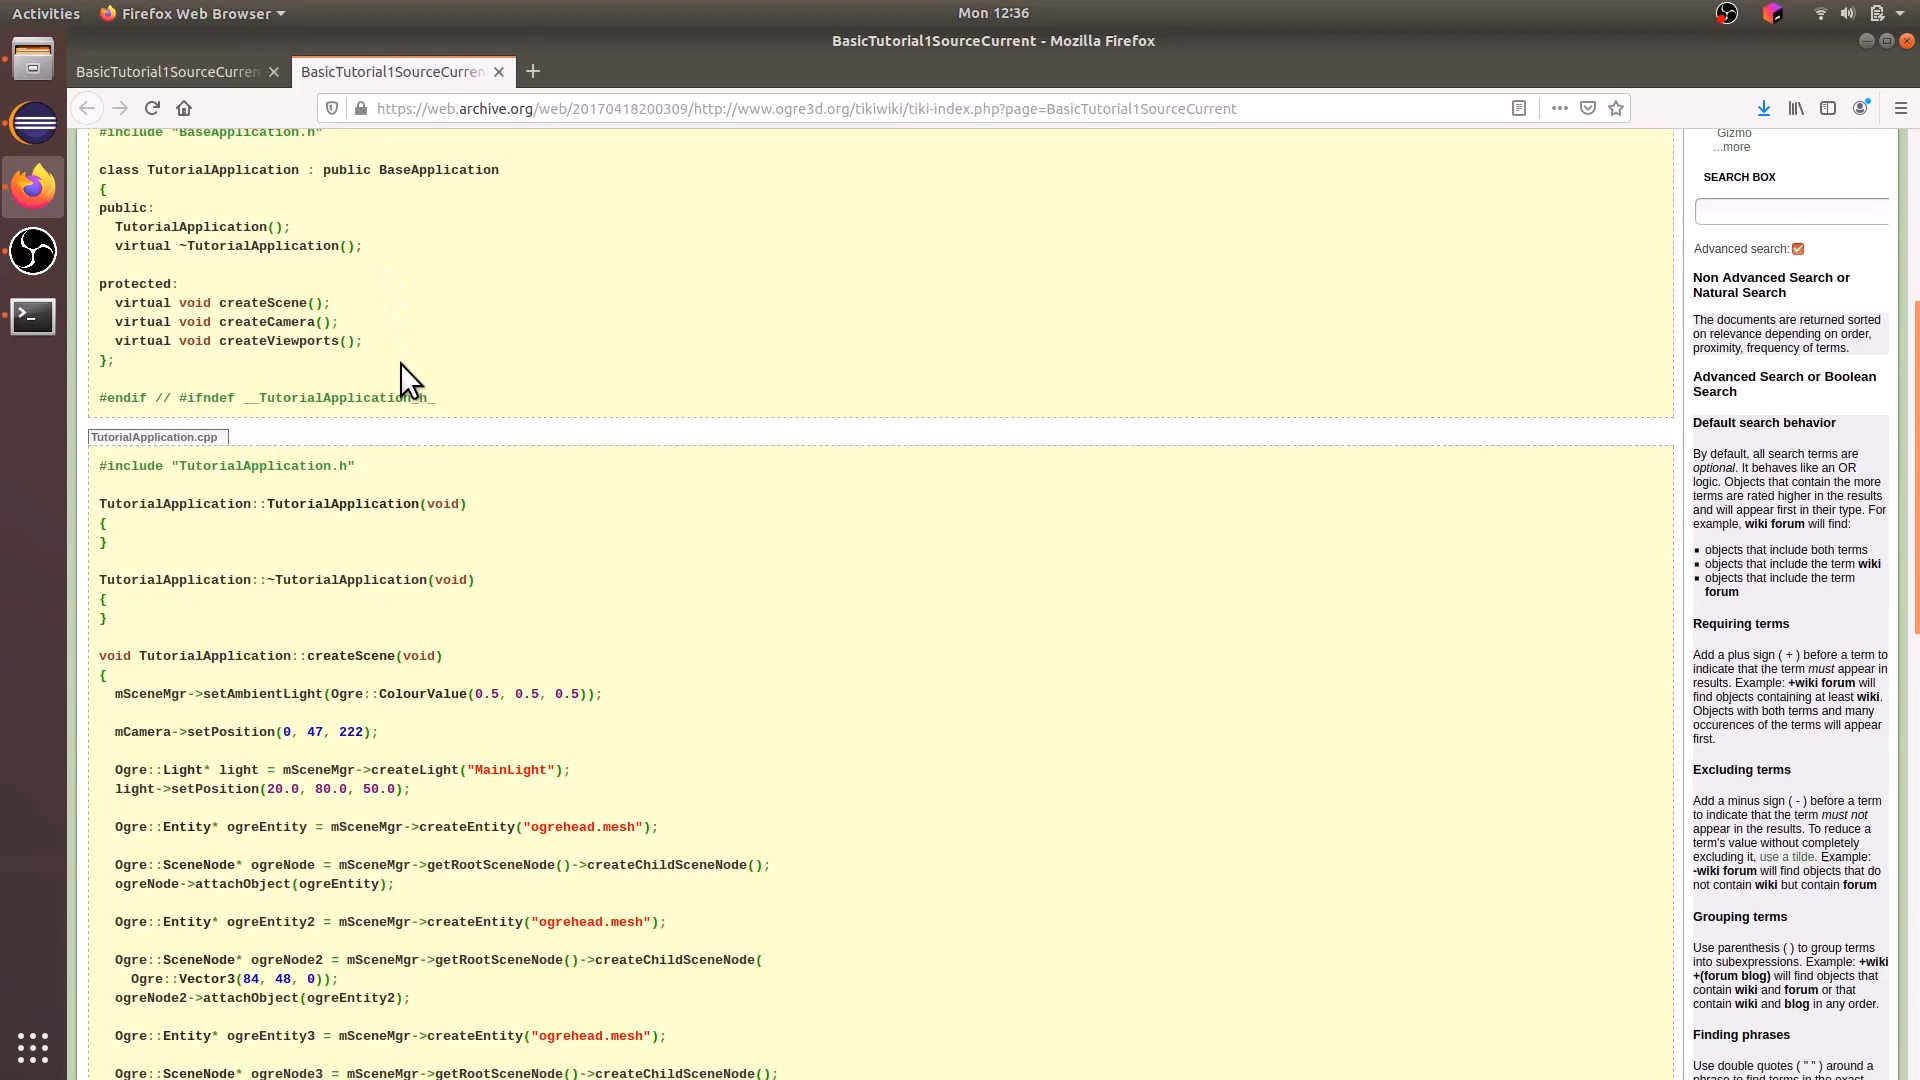 Activities
Firefox Web Browser
Mon 12:36
BasicTutorial1SourceCurrent - Mozilla Firefox
BasicTutorial1SourceCurren
BasicTutorial1SourceCurren
https://web.archive.org/web/20170418200309/http://www.ogre3d.org/tikiwiki/tiki-index.php?page=BasicTutorial1SourceCurrent
#include "BaseApplication.h"
class TutorialApplication : public BaseApplication
{
public:
TutorialApplication();
virtual ~TutorialApplication();
protected:
virtual void createScene();
virtual void createCamera();
virtual void createViewports();
};
#endif // #ifndef __TutorialApplication_h_
TutorialApplication.cpp
#include "TutorialApplication.h"
TutorialApplication::TutorialApplication(void)
{
}
TutorialApplication::~TutorialApplication(void)
{
}
void TutorialApplication::createScene(void)
{
mSceneMgr->setAmbientLight(Ogre::ColourValue(0.5, 0.5, 0.5));
mCamera->setPosition(0, 47, 222);
Ogre::Light* light = mSceneMgr->createLight("MainLight");
light->setPosition(20.0, 80.0, 50.0);
Ogre::Entity* ogreEntity = mSceneMgr->createEntity("ogrehead.mesh");
Ogre::SceneNode* ogreNode = mSceneMgr->getRootSceneNode()->createChildSceneNode();
ogreNode->attachObject(ogreEntity);
Ogre::Entity* ogreEntity2 = mSceneMgr->createEntity("ogrehead.mesh");
Ogre::SceneNode* ogreNode2 = mSceneMgr->getRootSceneNode()->createChildSceneNode(
Ogre::Vector3(84, 48, 0));
ogreNode2->attachObject(ogreEntity2);
Ogre::Entity* ogreEntity3 = mSceneMgr->createEntity("ogrehead.mesh");
Ogre::SceneNode* ogreNode3 = mSceneMgr->getRootSceneNode()->createChildSceneNode();
Gizmo
...more
SEARCH BOX
Advanced search:
Non Advanced Search or
Natural Search
The documents are returned sorted
on relevance depending on order,
proximity, frequency of terms.
Advanced Search or Boolean
Search
Default search behavior
By default, all search terms are
optional. It behaves like an OR
logic. Objects that contain the more
terms are rated higher in the results
and will appear first in their type. For
example, wiki forum will find:
objects that include both terms
objects that include the term wiki
objects that include the term
forum
Requiring terms
Add a plus sign ( + ) before a term to
indicate that the term must appear in
results. Example: +wiki forum will
find objects containing at least wiki.
Objects with both terms and many
occurences of the terms will appear
first.
Excluding terms
Add a minus sign ( - ) before a term
to indicate that the term must not
appear in the results. To reduce a
term's value without completely
excluding it, use a tilde. Example:
-wiki forum will find objects that do
not contain wiki but contain forum
Grouping terms
Use parenthesis ( ) to group terms
into subexpressions. Example: +wiki
+(forum blog) will find objects that
contain wiki and forum or that
contain wiki and blog in any order.
Finding phrases
Use double quotes ( " " ) around a
phrase to find terms in the exact